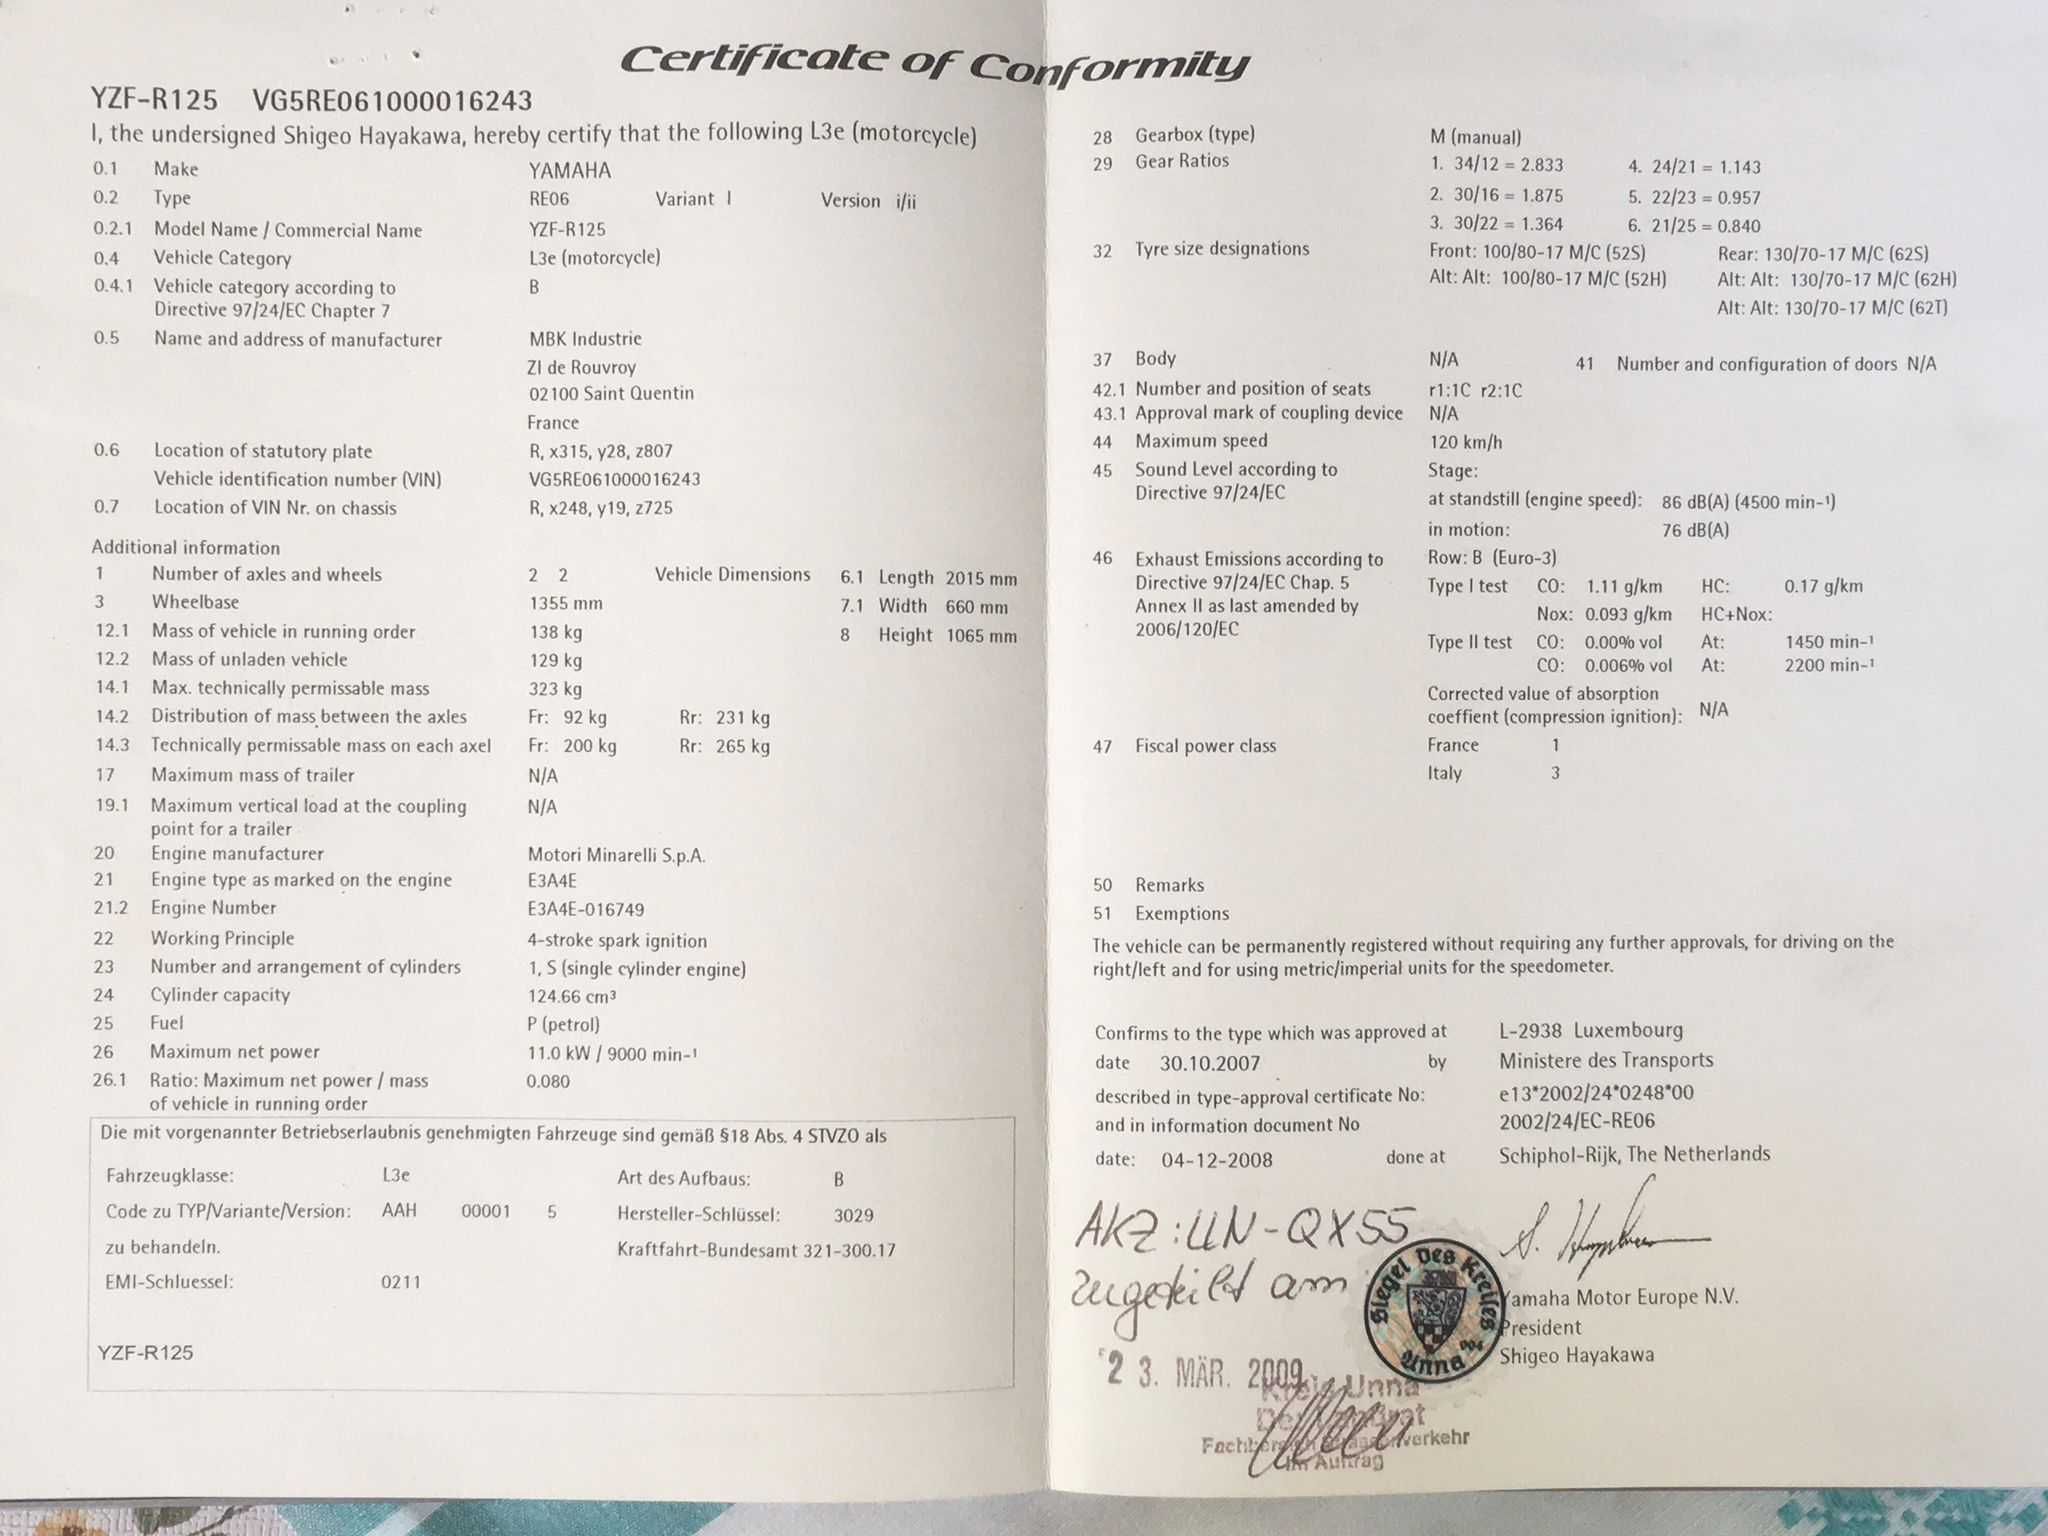 Certificate of Conformity
YZF-R125 VG5RE061000016243
I, the undersigned Shigeo Hayakawa, hereby certify that the following L3e (motorcycle)
0.1 Make YAMAHA
0.2 Type RE06 Variant I Version i/ii
0.2.1 Model Name / Commercial Name YZF-R125
0.4 Vehicle Category L3e (motorcycle)
0.4.1 Vehicle category according to B
Directive 97/24/EC Chapter 7
0.5 Name and address of manufacturer MBK Industrie
ZI de Rouvroy
02100 Saint Quentin
France
0.6 Location of statutory plate R, x315, y28, z807
Vehicle identification number (VIN) VG5RE061000016243
0.7 Location of VIN Nr. on chassis R, x248, y19, z725
Additional information
1 Number of axles and wheels 2 2 Vehicle Dimensions 6.1 Length 2015 mm
3 Wheelbase 1355 mm 7.1 Width 660 mm
12.1 Mass of vehicle in running order 138 kg 8 Height 1065 mm
12.2 Mass of unladen vehicle 129 kg
14.1 Max. technically permissable mass 323 kg
14.2 Distribution of mass between the axles Fr: 92 kg Rr: 231 kg
14.3 Technically permissable mass on each axel Fr: 200 kg Rr: 265 kg
17 Maximum mass of trailer N/A
19.1 Maximum vertical load at the coupling N/A
point for a trailer
20 Engine manufacturer Motori Minarelli S.p.A.
21 Engine type as marked on the engine E3A4E
21.2 Engine Number E3A4E-016749
22 Working Principle 4-stroke spark ignition
23 Number and arrangement of cylinders 1, S (single cylinder engine)
24 Cylinder capacity 124.66 cm³
25 Fuel P (petrol)
26 Maximum net power 11.0 kW / 9000 min-¹
26.1 Ratio: Maximum net power / mass 0.080
of vehicle in running order
Die mit vorgenannter Betriebserlaubnis genehmigten Fahrzeuge sind gemäß §18 Abs. 4 STVZO als
Fahrzeugklasse: L3e Art des Aufbaus: B
Code zu TYP/Variante/Version: AAH 00001 5 Hersteller-Schlüssel: 3029
zu behandeln. Kraftfahrt-Bundesamt 321-300.17
EMI-Schluessel: 0211
YZF-R125
28 Gearbox (type) M (manual)
29 Gear Ratios 1. 34/12 = 2.833 4. 24/21 = 1.143
2. 30/16 = 1.875 5. 22/23 = 0.957
3. 30/22 = 1.364 6. 21/25 = 0.840
32 Tyre size designations Front: 100/80-17 M/C (52S) Rear: 130/70-17 M/C (62S)
Alt: Alt: 100/80-17 M/C (52H) Alt: Alt: 130/70-17 M/C (62H)
Alt: Alt: 130/70-17 M/C (62T)
37 Body N/A 41 Number and configuration of doors N/A
42.1 Number and position of seats r1:1C r2:1C
43.1 Approval mark of coupling device N/A
44 Maximum speed 120 km/h
45 Sound Level according to Stage:
Directive 97/24/EC at standstill (engine speed): 86 dB(A) (4500 min-¹)
in motion: 76 dB(A)
46 Exhaust Emissions according to Row: B (Euro-3)
Directive 97/24/EC Chap. 5 Type I test CO: 1.11 g/km HC: 0.17 g/km
Annex II as last amended by Nox: 0.093 g/km HC+Nox:
2006/120/EC Type II test CO: 0.00% vol At: 1450 min-¹
CO: 0.006% vol At: 2200 min-¹
Corrected value of absorption
coeffient (compression ignition): N/A
47 Fiscal power class France 1
Italy 3
50 Remarks
51 Exemptions
The vehicle can be permanently registered without requiring any further approvals, for driving on the
right/left and for using metric/imperial units for the speedometer.
Confirms to the type which was approved at L-2938 Luxembourg
date 30.10.2007 by Ministere des Transports
described in type-approval certificate No: e13*2002/24*0248*00
and in information document No 2002/24/EC-RE06
date: 04-12-2008 done at Schiphol-Rijk, The Netherlands
AKZ: UN-QX55
zugeteilt am
Siegel des Kreises Unna
Yamaha Motor Europe N.V.
President
Shigeo Hayakawa
23. MÄR. 2009
Kreis Unna
Der Landrat
Fachbereich Strassenverkehr
Im Auftrag